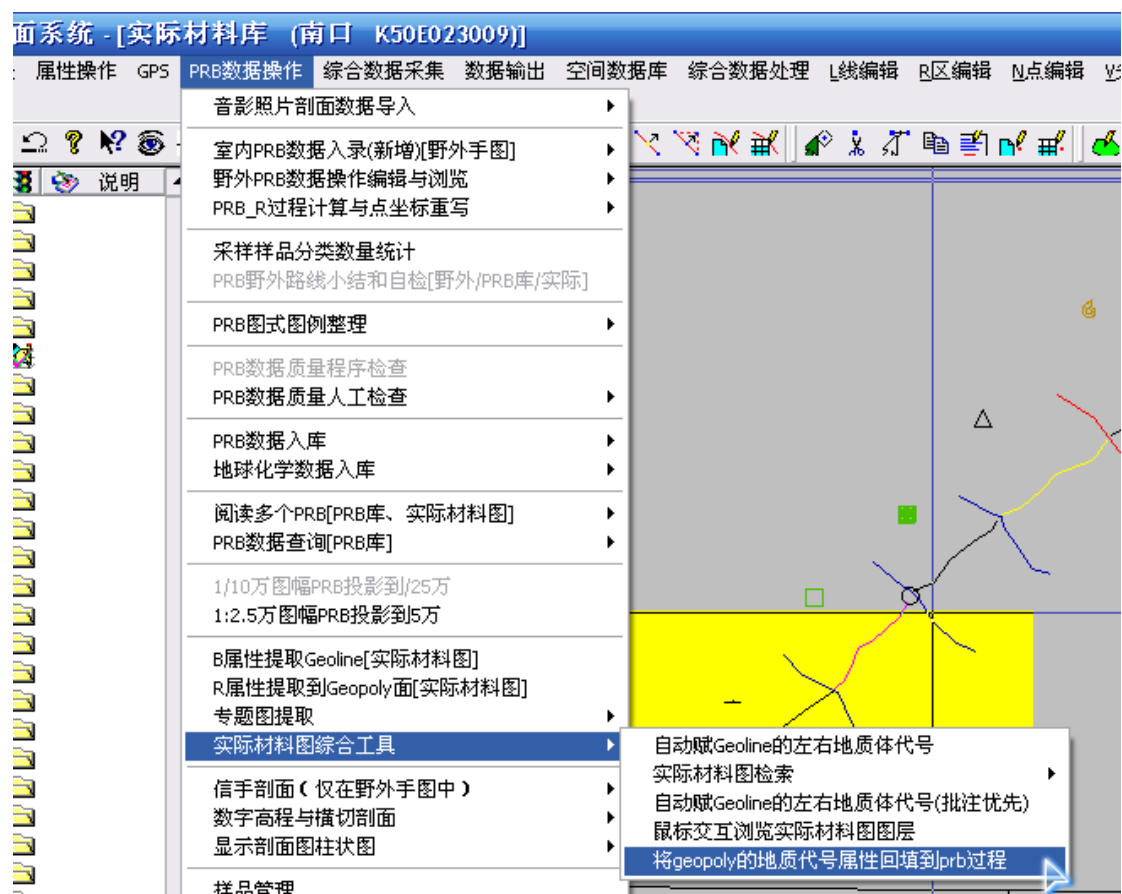 面系统 - [实际材料库 (南口 K50E023009)]
属性操作 GPS PRB数据操作 综合数据采集 数据输出 空间数据库 综合数据处理 L线编辑 R区编辑 N点编辑
音影照片剖面数据导入
室内PRB数据入录(新增)[野外手图]
说明
野外PRB数据操作编辑与浏览
PRB_R过程计算与点坐标重写
采样样品分类数量统计
PRB野外路线小结和自检[野外/PRB库/实际]
PRB图式图例整理
PRB数据质量程序检查
PRB数据质量人工检查
PRB数据入库
地球化学数据入库
阅读多个PRB[PRB库、实际材料图]
PRB数据查询[PRB库]
1/10万图幅PRB投影到/25万
1:2.5万图幅PRB投影到5万
B属性提取Geoline[实际材料图]
R属性提取到Geopoly面[实际材料图]
专题图提取
实际材料图综合工具
自动赋Geoline的左右地质体代号
实际材料图检索
自动赋Geoline的左右地质体代号(批注优先)
鼠标交互浏览实际材料图图层
将geopoly的地质代号属性回填到prb过程
信手剖面(仅在野外手图中)
数字高程与横切剖面
显示剖面图柱状图
样品管理